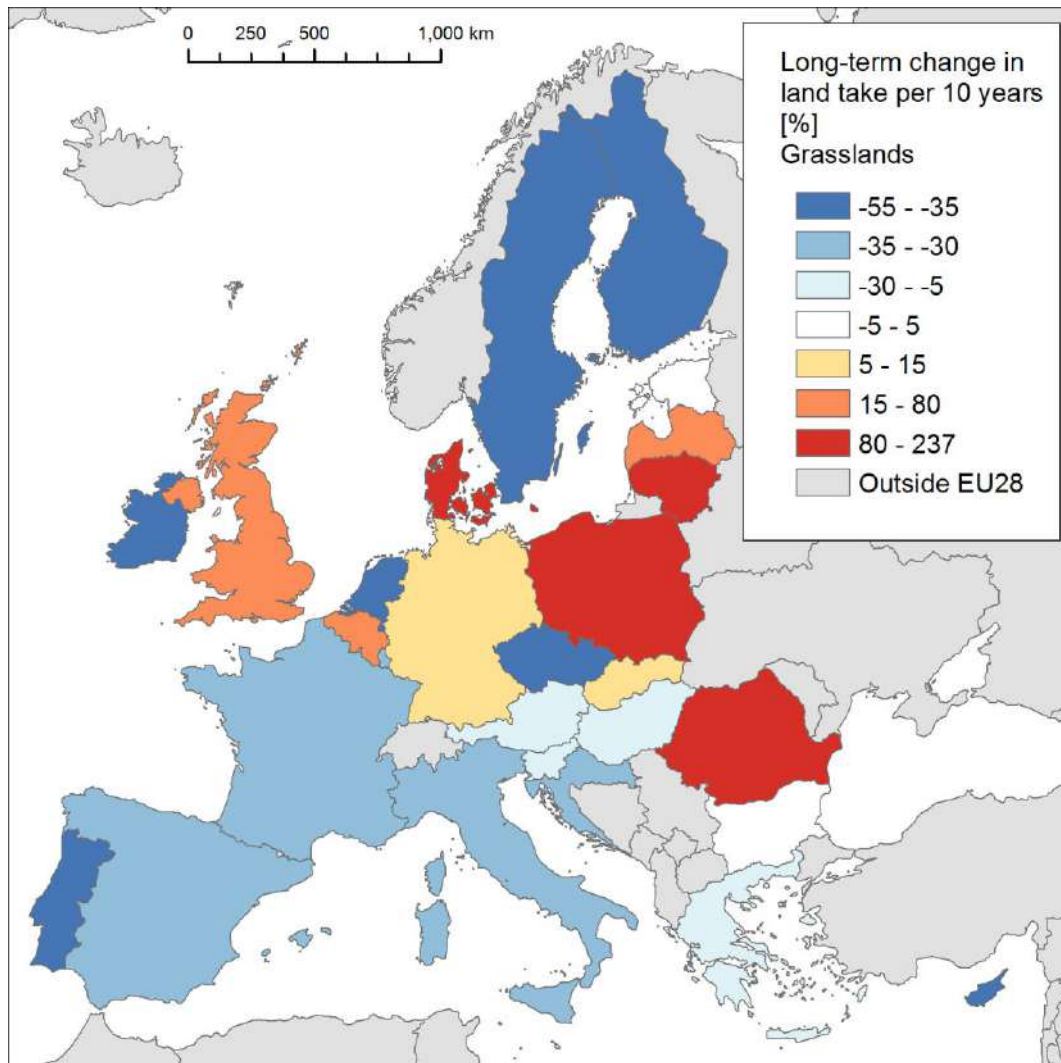 0 250 500 1,000 km
Long-term change in
land take per 10 years
[%]
Grasslands
-55 - -35
-35 - -30
-30 - -5
-5 - 5
5 - 15
15 - 80
80 - 237
Outside EU28